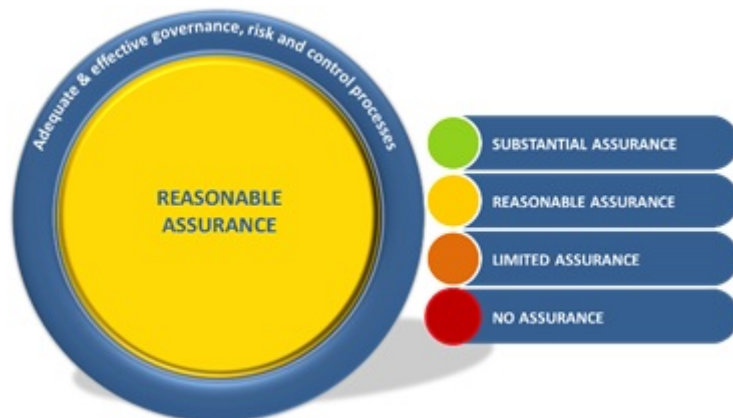 Adequate & effective governance, risk and control processes
REASONABLE
ASSURANCE
SUBSTANTIAL ASSURANCE
REASONABLE ASSURANCE
LIMITED ASSURANCE
NO ASSURANCE